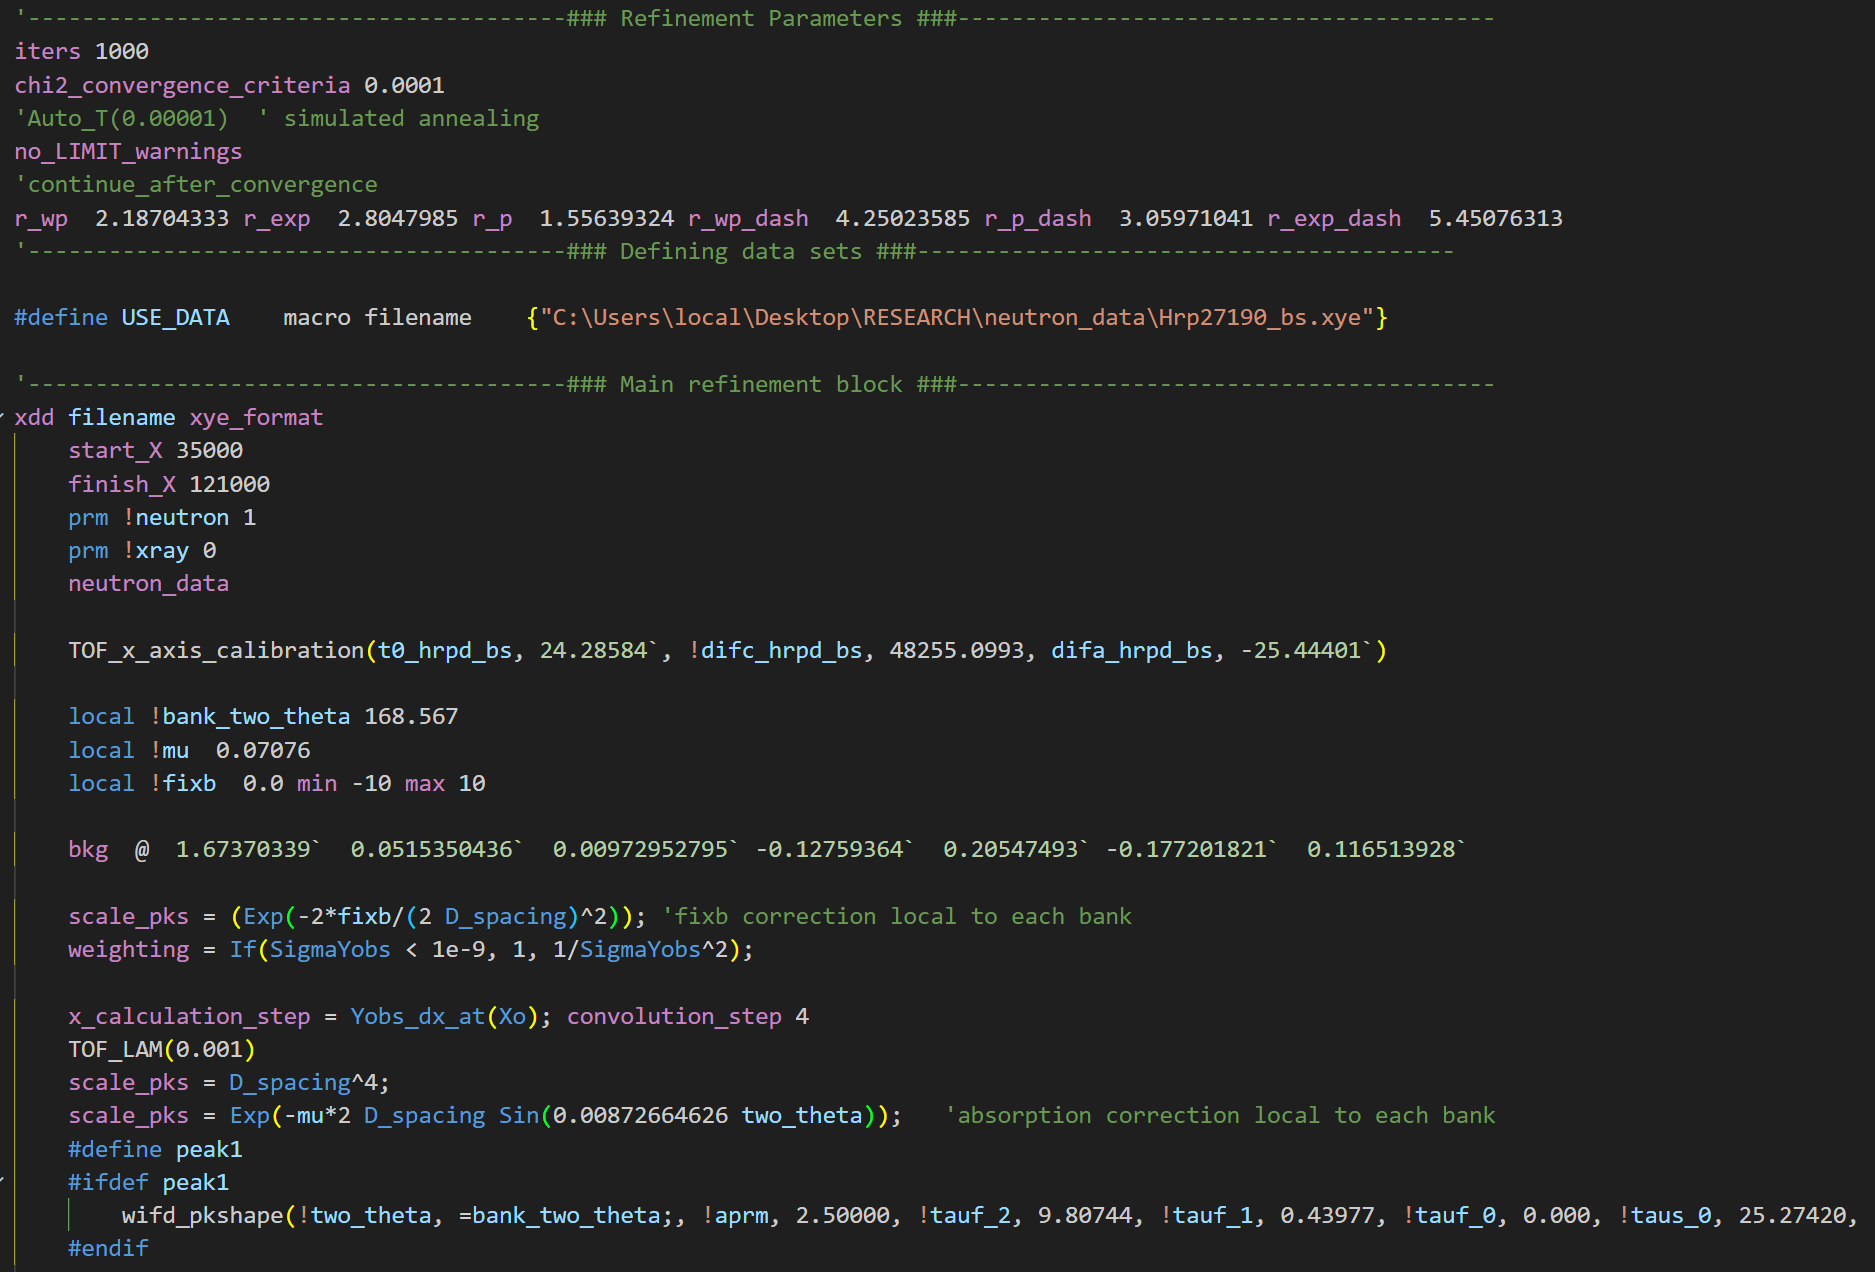 '----------------------------------------### Refinement Parameters ###----------------------------------------
iters 1000
chi2_convergence_criteria 0.0001
'Auto_T(0.00001)  ' simulated annealing
no_LIMIT_warnings
'continue_after_convergence
r_wp  2.18704333 r_exp  2.8047985 r_p  1.55639324 r_wp_dash  4.25023585 r_p_dash  3.05971041 r_exp_dash  5.45076313
'----------------------------------------### Defining data sets ###----------------------------------------
#define USE_DATA    macro filename    {"C:\Users\local\Desktop\RESEARCH\neutron_data\Hrp27190_bs.xye"}
'----------------------------------------### Main refinement block ###----------------------------------------
xdd filename xye_format
    start_X 35000
    finish_X 121000
    prm !neutron 1
    prm !xray 0
    neutron_data
    TOF_x_axis_calibration(t0_hrpd_bs, 24.28584`, !difc_hrpd_bs, 48255.0993, difa_hrpd_bs, -25.44401`)
    local !bank_two_theta 168.567
    local !mu  0.07076
    local !fixb  0.0 min -10 max 10
    bkg  @  1.67370339`  0.0515350436`  0.00972952795` -0.12759364`  0.20547493` -0.177201821`  0.116513928`
    scale_pks = (Exp(-2*fixb/(2 D_spacing)^2)); 'fixb correction local to each bank
    weighting = If(SigmaYobs < 1e-9, 1, 1/SigmaYobs^2);
    x_calculation_step = Yobs_dx_at(Xo); convolution_step 4
    TOF_LAM(0.001)
    scale_pks = D_spacing^4;
    scale_pks = Exp(-mu*2 D_spacing Sin(0.00872664626 two_theta));   'absorption correction local to each bank
    #define peak1
    #ifdef peak1
        wifd_pkshape(!two_theta, =bank_two_theta;, !aprm, 2.50000, !tauf_2, 9.80744, !tauf_1, 0.43977, !tauf_0, 0.000, !taus_0, 25.27420,
    #endif